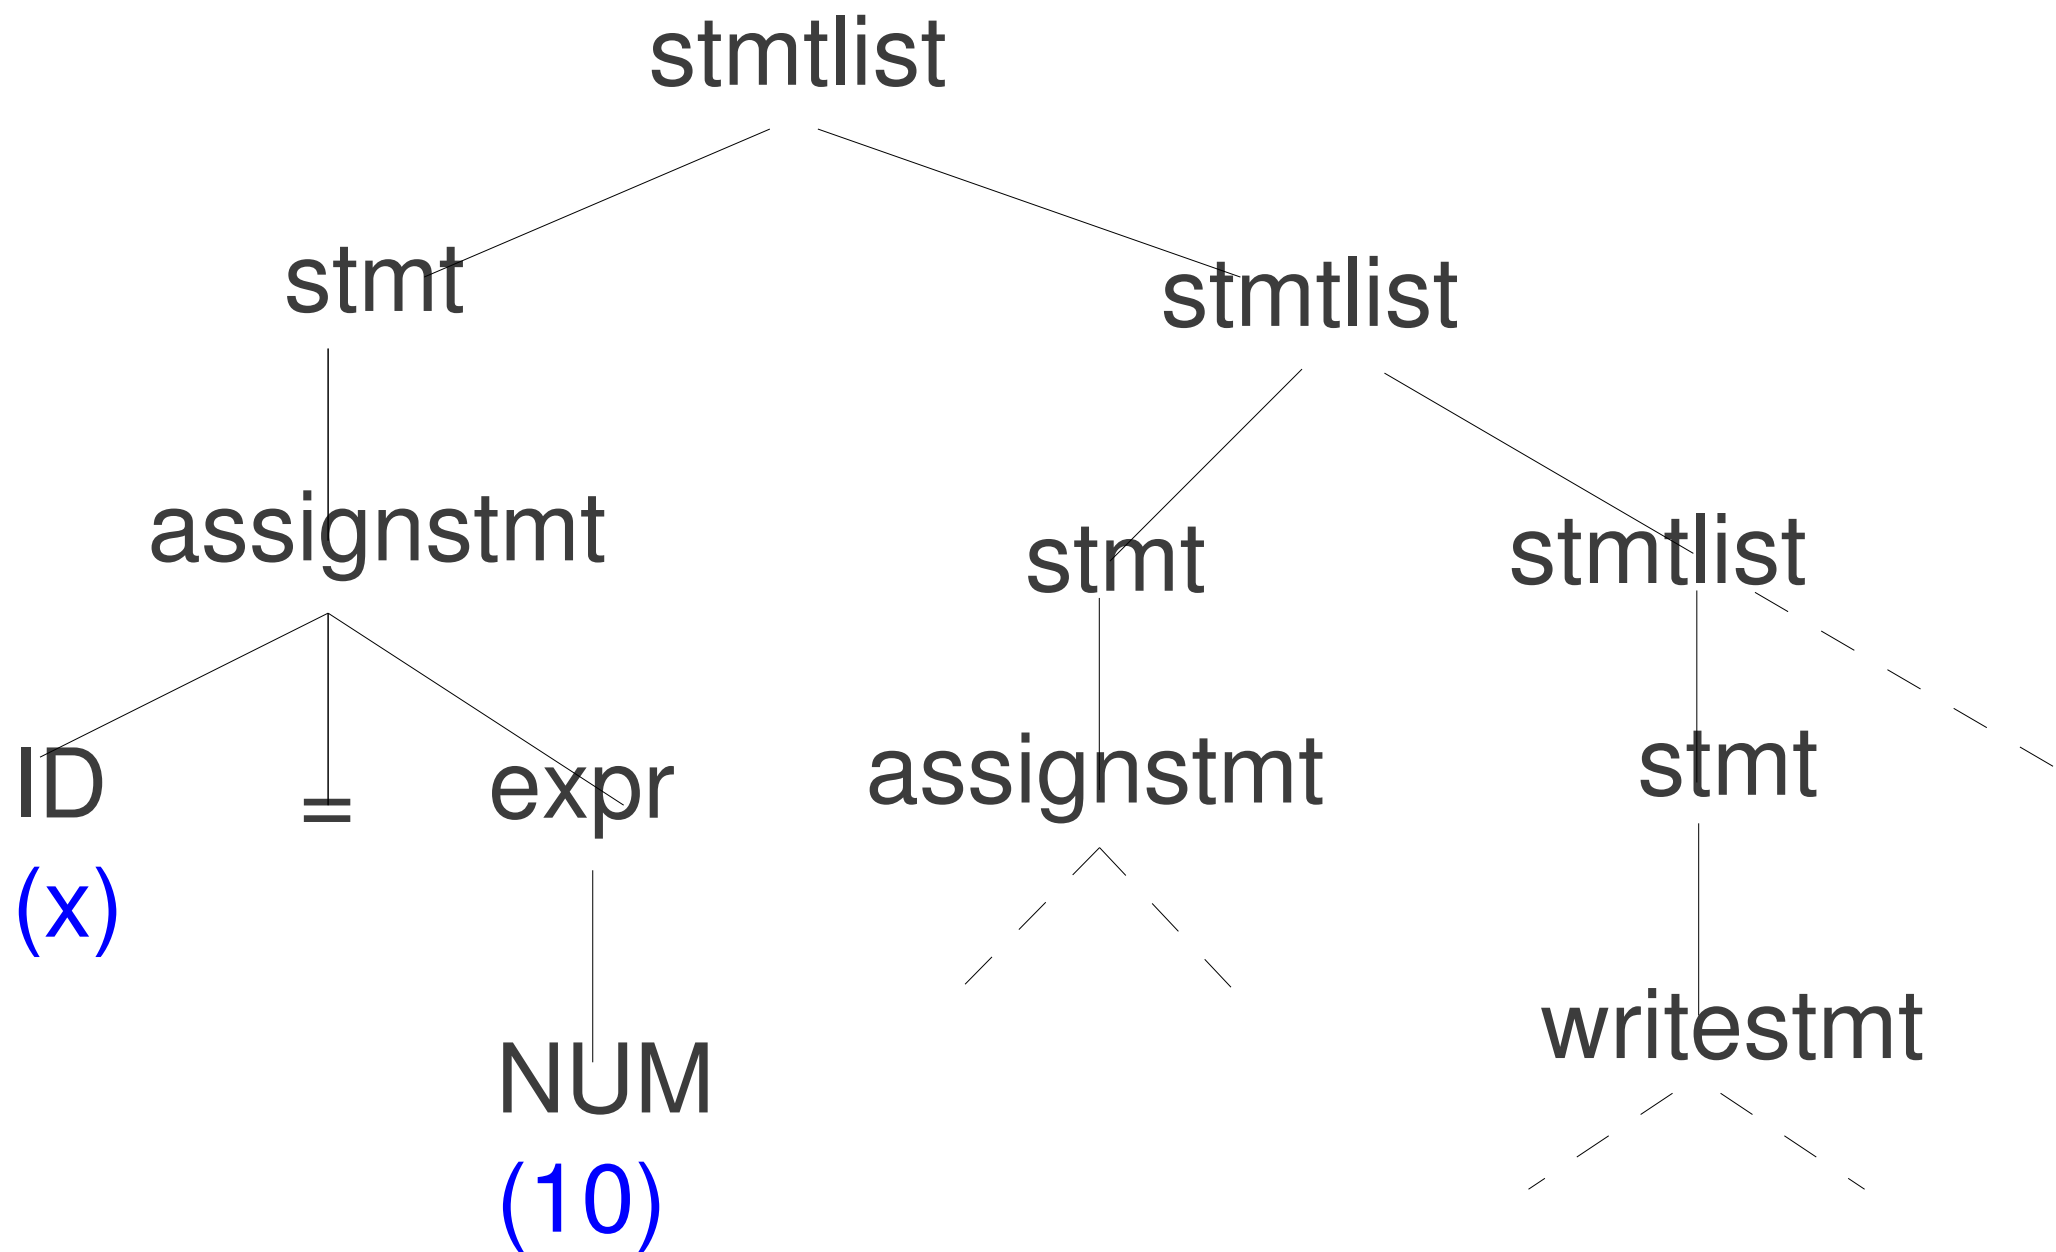 stmtlist
stmt stmtlist
assignstmt stmt stmtlist
ID = expr assignstmt stmt
(x)
writestmt
NUM
(10)